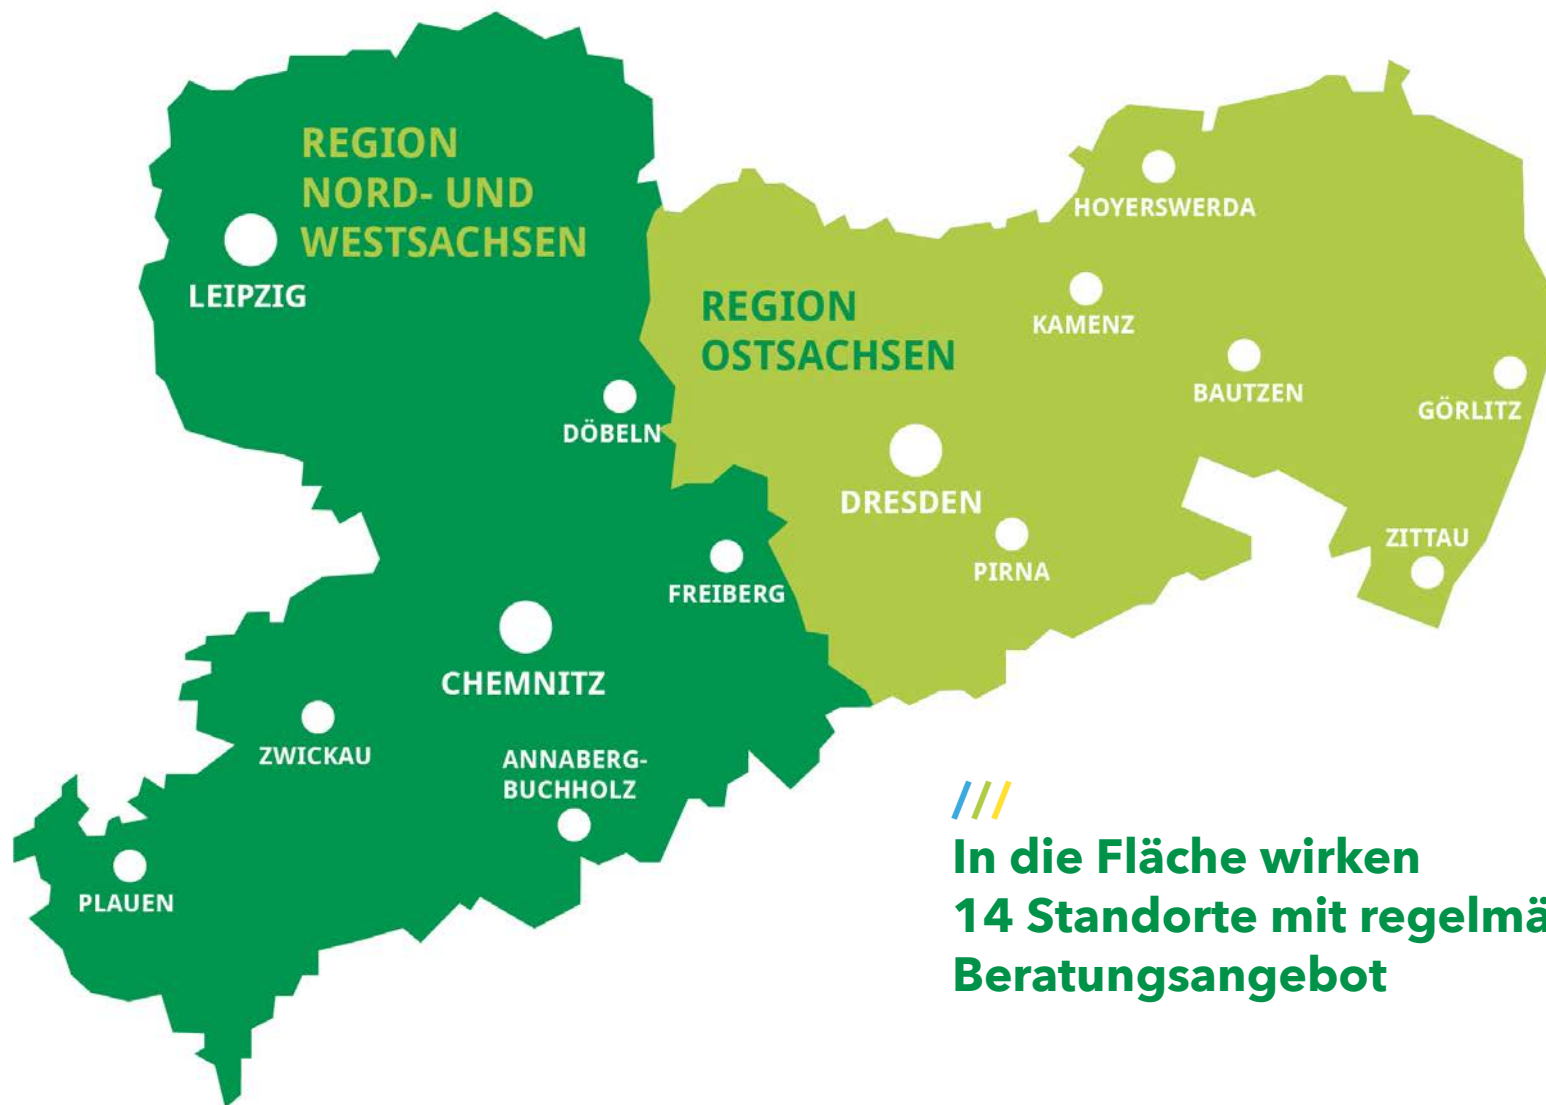 REGION
NORD- UND
WESTSACHSEN
LEIPZIG
DÖBELN
FREIBERG
CHEMNITZ
ZWICKAU
ANNABERG-
BUCHHOLZ
PLAUEN
REGION
OSTSACHSEN
HOYERSWERDA
KAMENZ
BAUTZEN
GÖRLITZ
DRESDEN
PIRNA
ZITTAU
In die Fläche wirken
14 Standorte mit regelmä
Beratungsangebot